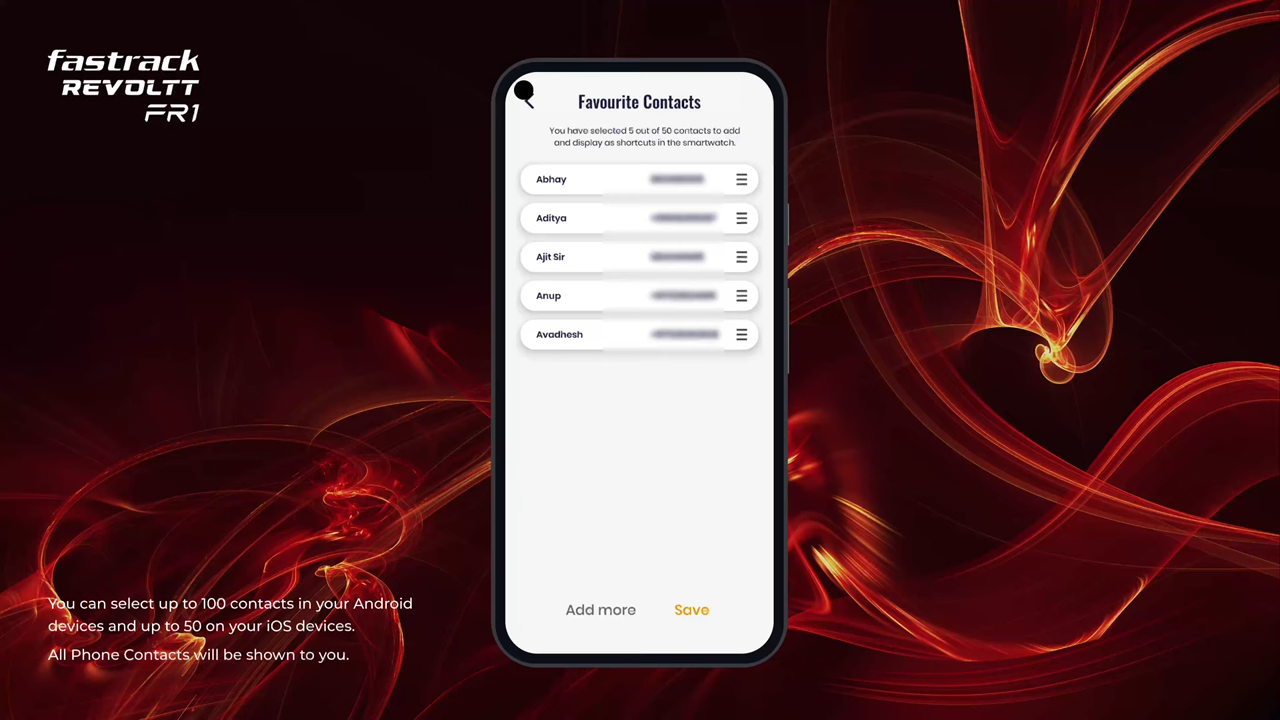 fastrack
REVOLTT
FR1
Favourite Contacts
You have selected 5 out of 50 contacts to add
and display as shortcuts in the smartwatch.
Abhay
Aditya
Ajit Sir
Anup
Avadhesh
Add more
Save
You can select up to 100 contacts in your Android
devices and up to 50 on your iOS devices.
All Phone Contacts will be shown to you.